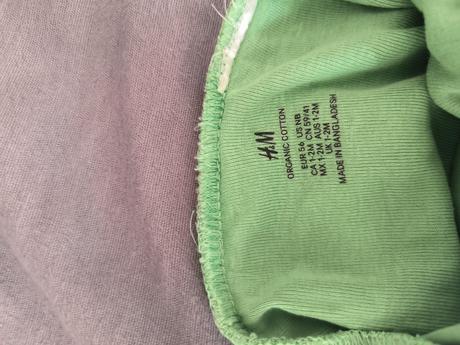 H&M
ORGANIC COTTON
EUR 56 US NB
CA 1-2M CN 59/41
MX 1-2M AUS 1-2M
UK 1-2M
MADE IN BANGLADESH